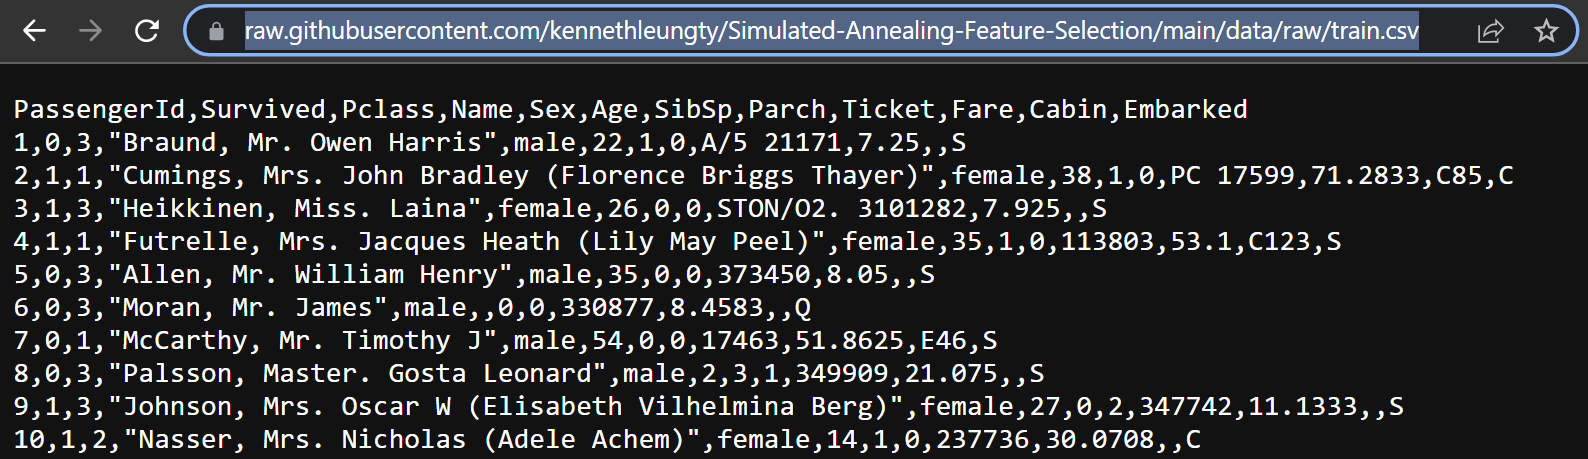 raw.githubusercontent.com/kennethleungty/Simulated-Annealing-Feature-Selection/main/data/raw/train.csv
PassengerId,Survived,Pclass,Name,Sex,Age,SibSp,Parch,Ticket,Fare,Cabin,Embarked
1,0,3,"Braund, Mr. Owen Harris",male,22,1,0,A/5 21171,7.25,,S
2,1,1,"Cumings, Mrs. John Bradley (Florence Briggs Thayer)",female,38,1,0,PC 17599,71.2833,C85,C
3,1,3,"Heikkinen, Miss. Laina",female,26,0,0,STON/O2. 3101282,7.925,,S
4,1,1,"Futrelle, Mrs. Jacques Heath (Lily May Peel)",female,35,1,0,113803,53.1,C123,S
5,0,3,"Allen, Mr. William Henry",male,35,0,0,373450,8.05,,S
6,0,3,"Moran, Mr. James",male,,0,0,330877,8.4583,,Q
7,0,1,"McCarthy, Mr. Timothy J",male,54,0,0,17463,51.8625,E46,S
8,0,3,"Palsson, Master. Gosta Leonard",male,2,3,1,349909,21.075,,S
9,1,3,"Johnson, Mrs. Oscar W (Elisabeth Vilhelmina Berg)",female,27,0,2,347742,11.1333,,S
10,1,2,"Nasser, Mrs. Nicholas (Adele Achem)",female,14,1,0,237736,30.0708,,C